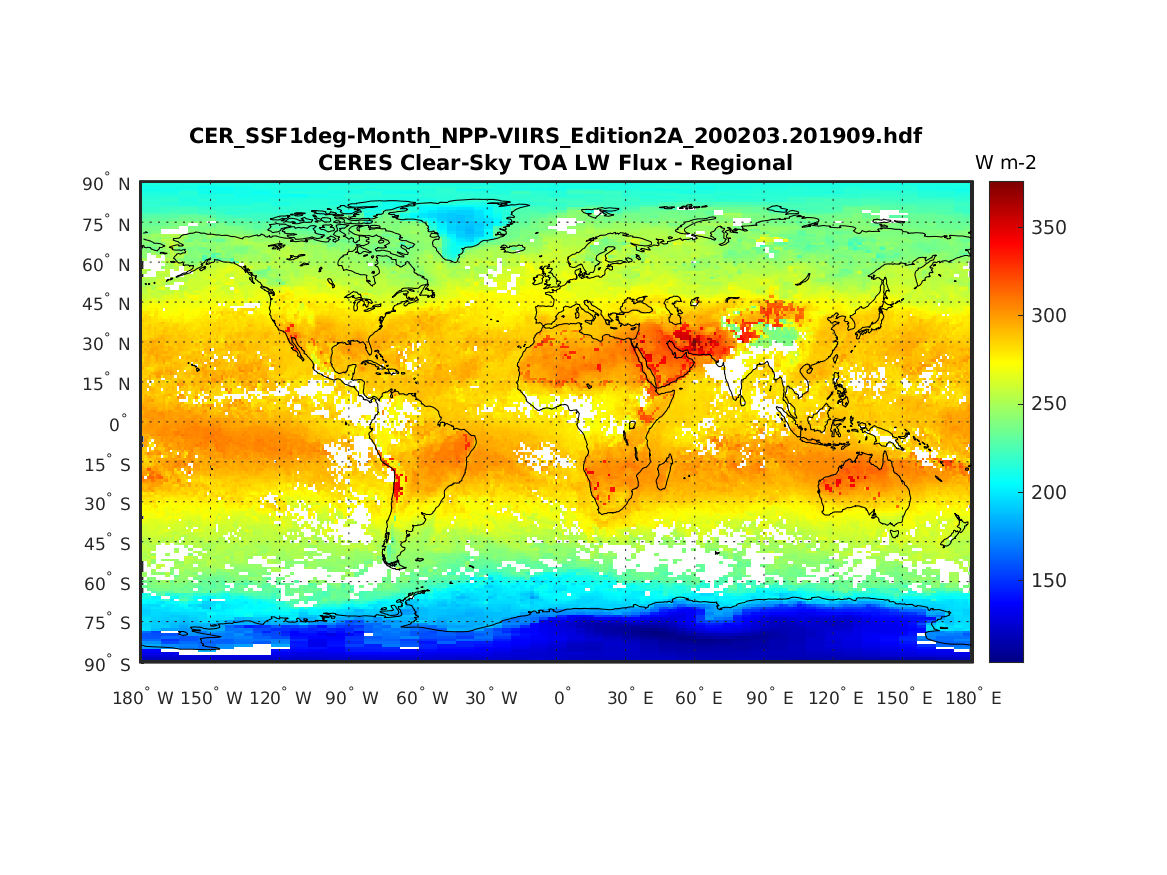 CER_SSF1deg-Month_NPP-VIIRS_Edition2A_200203.201909.hdf
CERES Clear-Sky TOA LW Flux - Regional
W m-2
90° N
75° N
60° N
45° N
30° N
15° N
0°
15° S
30° S
45° S
60° S
75° S
90° S
350
300
250
200
150
180° W 150° W 120° W 90° W 60° W 30° W 0° 30° E 60° E 90° E 120° E 150° E 180° E